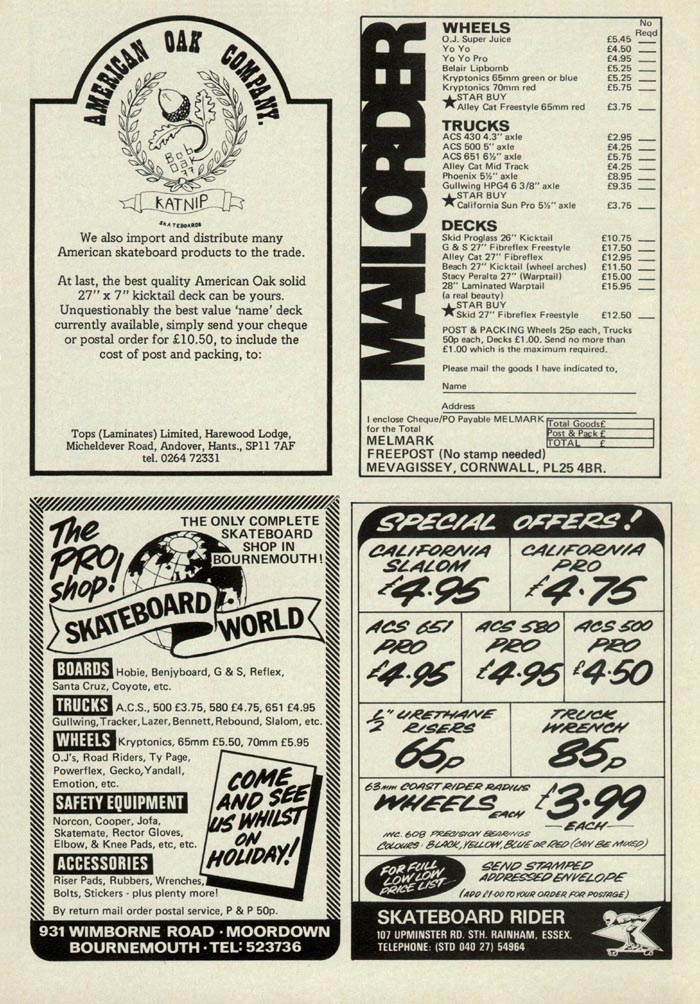 AMERICAN OAK COMPANY.
Bob
Oak
1977
KATNIP
SKATEBOARDS
We also import and distribute many
American skateboard products to the trade.
At last, the best quality American Oak solid
27" x 7" kicktail deck can be yours.
Unquestionably the best value 'name' deck
currently available, simply send your cheque
or postal order for £10.50, to include the
cost of post and packing, to:
Tops (Laminates) Limited, Harewood Lodge,
Micheldever Road, Andover, Hants., SP11 7AF
tel. 0264 72331
MAIL ORDER
No
Reqd
WHEELS
O.J. Super Juice £5.45
Yo Yo £4.50
Yo Yo Pro £4.95
Belair Lipbomb £5.25
Kryptonics 65mm green or blue £5.25
Kryptonics 70mm red £5.75
★STAR BUY
Alley Cat Freestyle 65mm red £3.75
TRUCKS
ACS 430 4.3" axle £2.95
ACS 500 5" axle £4.25
ACS 651 6½" axle £5.75
Alley Cat Mid Track £4.25
Phoenix 5½" axle £8.95
Gullwing HPG4 6 3/8" axle £9.35
★STAR BUY
California Sun Pro 5½" axle £3.75
DECKS
Skid Proglass 26" Kicktail £10.75
G & S 27" Fibreflex Freestyle £17.50
Alley Cat 27" Fibreflex £12.95
Beach 27" Kicktail (wheel arches) £11.50
Stacy Peralta 27" (Warptail) £15.00
28" Laminated Warptail £15.95
(a real beauty)
★STAR BUY
Skid 27" Fibreflex Freestyle £12.50
POST & PACKING Wheels 25p each, Trucks
50p each, Decks £1.00. Send no more than
£1.00 which is the maximum required.
Please mail the goods I have indicated to,
Name
Address
I enclose Cheque/PO Payable MELMARK
for the Total
Total Goods£
Post & Pack £
TOTAL £
MELMARK
FREEPOST (No stamp needed)
MEVAGISSEY, CORNWALL, PL25 4BR.
The
PRO
shop!
THE ONLY COMPLETE
SKATEBOARD
SHOP IN
BOURNEMOUTH!
SKATEBOARD WORLD
BOARDS Hobie, Benjyboard, G & S, Reflex,
Santa Cruz, Coyote, etc.
TRUCKS A.C.S., 500 £3.75, 580 £4.75, 651 £4.95
Gullwing, Tracker, Lazer, Bennett, Rebound, Slalom, etc.
WHEELS Kryptonics, 65mm £5.50, 70mm £5.95
O.J's, Road Riders, Ty Page,
Powerflex, Gecko, Yandall,
Emotion, etc.
SAFETY EQUIPMENT
Norcon, Cooper, Jofa,
Skatemate, Rector Gloves,
Elbow, & Knee Pads, etc, etc.
ACCESSORIES
Riser Pads, Rubbers, Wrenches,
Bolts, Stickers - plus plenty more!
COME
AND SEE
US WHILST
ON
HOLIDAY!
By return mail order postal service, P & P 50p.
931 WIMBORNE ROAD · MOORDOWN
BOURNEMOUTH · TEL: 523736
SPECIAL OFFERS!
CALIFORNIA
SLALOM
£4.95
CALIFORNIA
PRO
£4.75
ACS 651
PRO
£4.95
ACS 580
PRO
£4.95
ACS 500
PRO
£4.50
½" URETHANE
RISERS
65p
TRUCK
WRENCH
85p
63mm COAST RIDER RADIUS
WHEELS EACH £3.99
—EACH—
INC. 608 PRECISION BEARINGS
COLOURS: BLACK, YELLOW, BLUE OR RED (CAN BE MIXED)
FOR FULL
LOW LOW
PRICE LIST
SEND STAMPED
ADDRESSED ENVELOPE
(ADD £1·00 TO YOUR ORDER FOR POSTAGE)
SKATEBOARD RIDER
107 UPMINSTER RD. STH. RAINHAM, ESSEX.
TELEPHONE: (STD 040 27) 54964